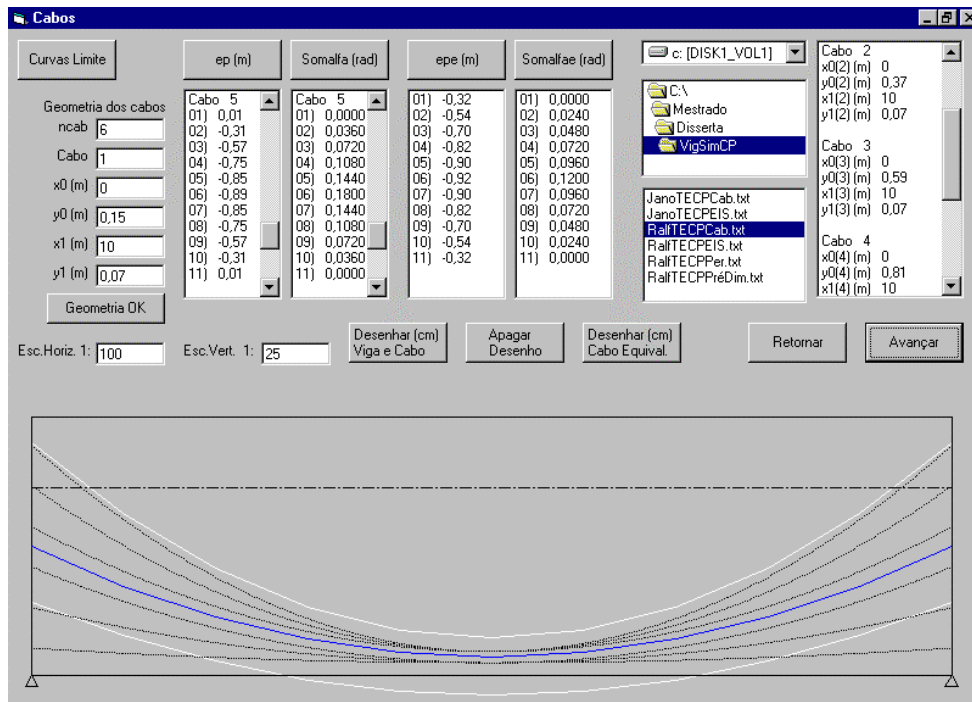 Cabos
Curvas Limite
Geometria dos cabos
ncab 6
Cabo 1
x0 (m) 0
y0 (m) 0,15
x1 (m) 10
y1 (m) 0,07
Geometria OK
ep (m)
Cabo 5
01) 0,01
02) -0,31
03) -0,57
04) -0,75
05) -0,85
06) -0,89
07) -0,85
08) -0,75
09) -0,57
10) -0,31
11) 0,01
Somalfa (rad)
Cabo 5
01) 0,0000
02) 0,0360
03) 0,0720
04) 0,1080
05) 0,1440
06) 0,1800
07) 0,1440
08) 0,1080
09) 0,0720
10) 0,0360
11) 0,0000
epe (m)
01) -0,32
02) -0,54
03) -0,70
04) -0,82
05) -0,90
06) -0,92
07) -0,90
08) -0,82
09) -0,70
10) -0,54
11) -0,32
Somalfae (rad)
01) 0,0000
02) 0,0240
03) 0,0480
04) 0,0720
05) 0,0960
06) 0,1200
07) 0,0960
08) 0,0720
09) 0,0480
10) 0,0240
11) 0,0000
c: [DISK1_VOL1]
C:\
Mestrado
Disserta
VigSimCP
JanoTECPCab.txt
JanoTECPEIS.txt
RalfTECPCab.txt
RalfTECPEIS.txt
RalfTECPPer.txt
RalfTECPPréDim.txt
Cabo 2
x0(2) (m) 0
y0(2) (m) 0,37
x1(2) (m) 10
y1(2) (m) 0,07
Cabo 3
x0(3) (m) 0
y0(3) (m) 0,59
x1(3) (m) 10
y1(3) (m) 0,07
Cabo 4
x0(4) (m) 0
y0(4) (m) 0,81
x1(4) (m) 10
Esc.Horiz. 1: 100
Esc.Vert. 1: 25
Desenhar (cm)
Viga e Cabo
Apagar
Desenho
Desenhar (cm)
Cabo Equival.
Retornar
Avançar